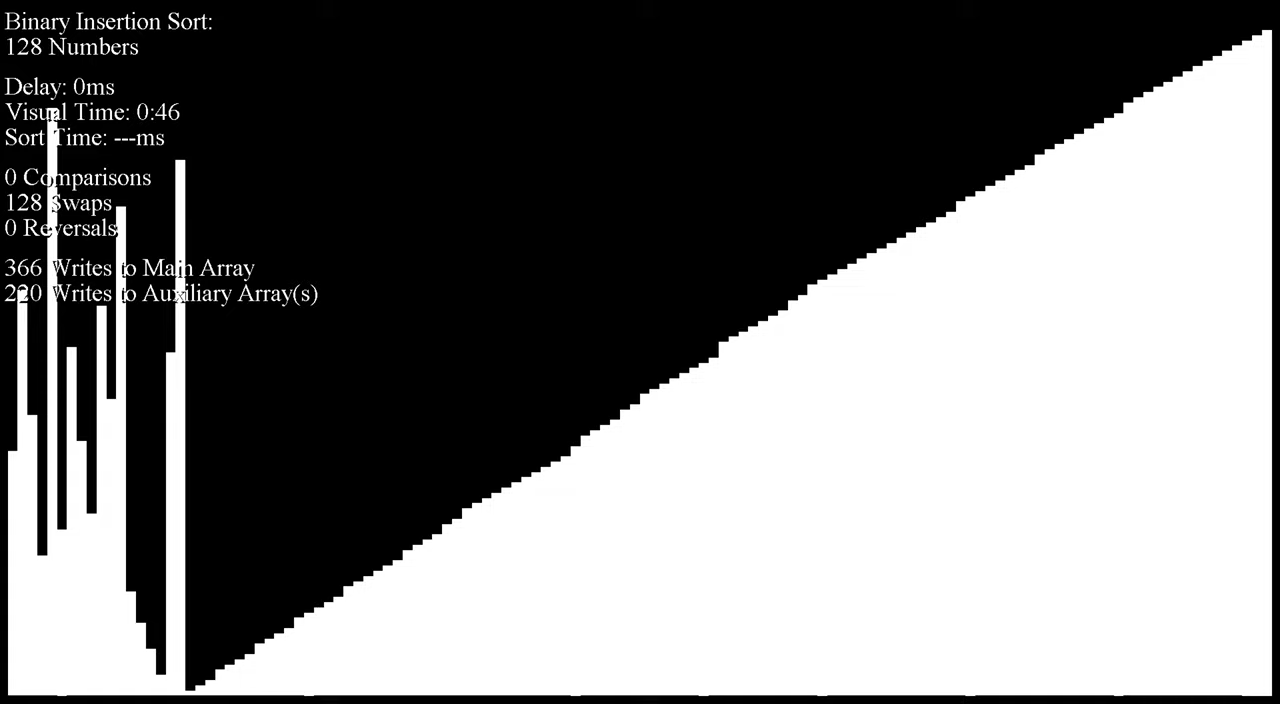 Binary Insertion Sort:
128 Numbers
Delay: 0ms
Visual Time: 0:46
Sort Time: ---ms
0 Comparisons
128 Swaps
0 Reversals
366 Writes to Main Array
220 Writes to Auxiliary Array(s)